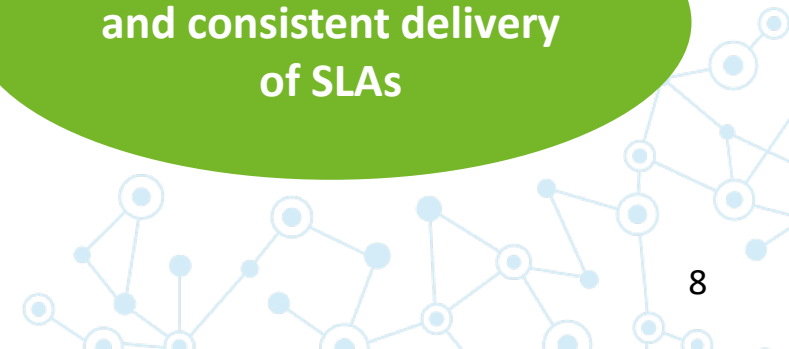 and consistent delivery
of SLAs
8